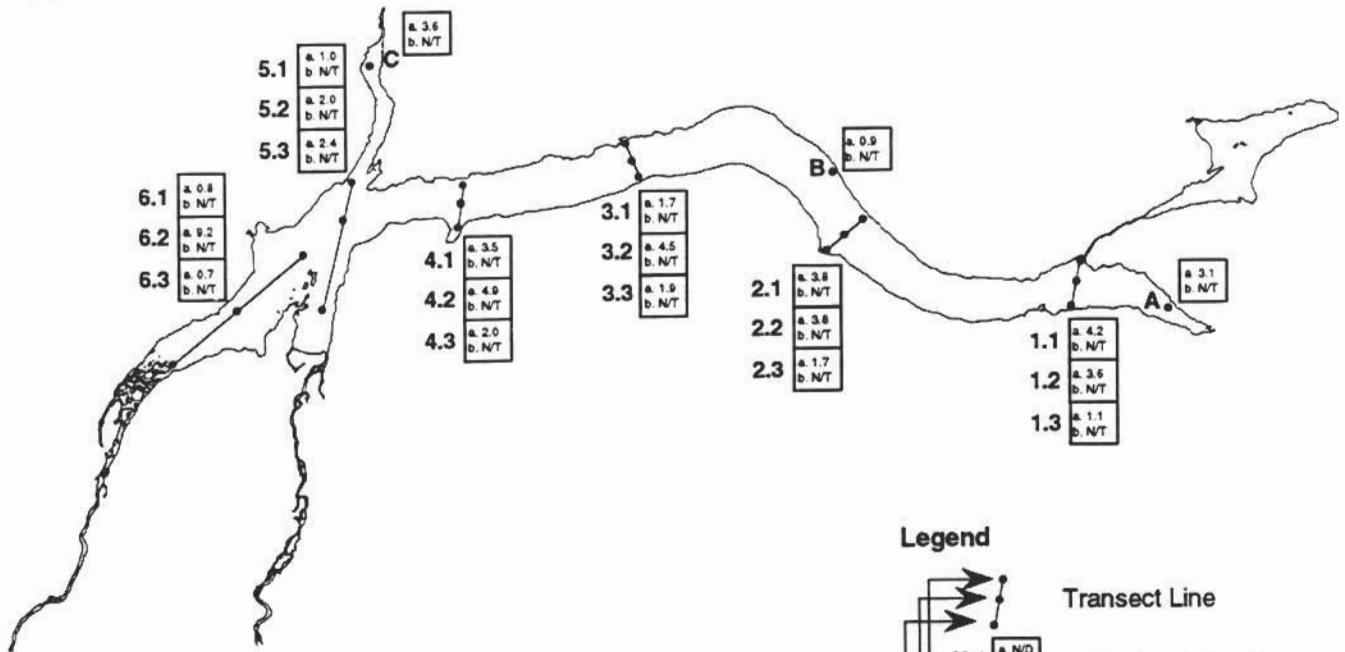 a. 3.6
b. N/T
C
5.1 a. 1.0
b. N/T
5.2 a. 2.0
b. N/T
5.3 a. 2.4
b. N/T
B
a. 0.9
b. N/T
6.1 a. 0.8
b. N/T
6.2 a. 9.2
b. N/T
6.3 a. 0.7
b. N/T
4.1 a. 3.5
b. N/T
4.2 a. 4.9
b. N/T
4.3 a. 2.0
b. N/T
3.1 a. 1.7
b. N/T
3.2 a. 4.5
b. N/T
3.3 a. 1.9
b. N/T
2.1 a. 3.8
b. N/T
2.2 a. 3.8
b. N/T
2.3 a. 1.7
b. N/T
A
a. 3.1
b. N/T
1.1 a. 4.2
b. N/T
1.2 a. 3.6
b. N/T
1.3 a. 1.1
b. N/T
Legend
Transect Line
a. N/D